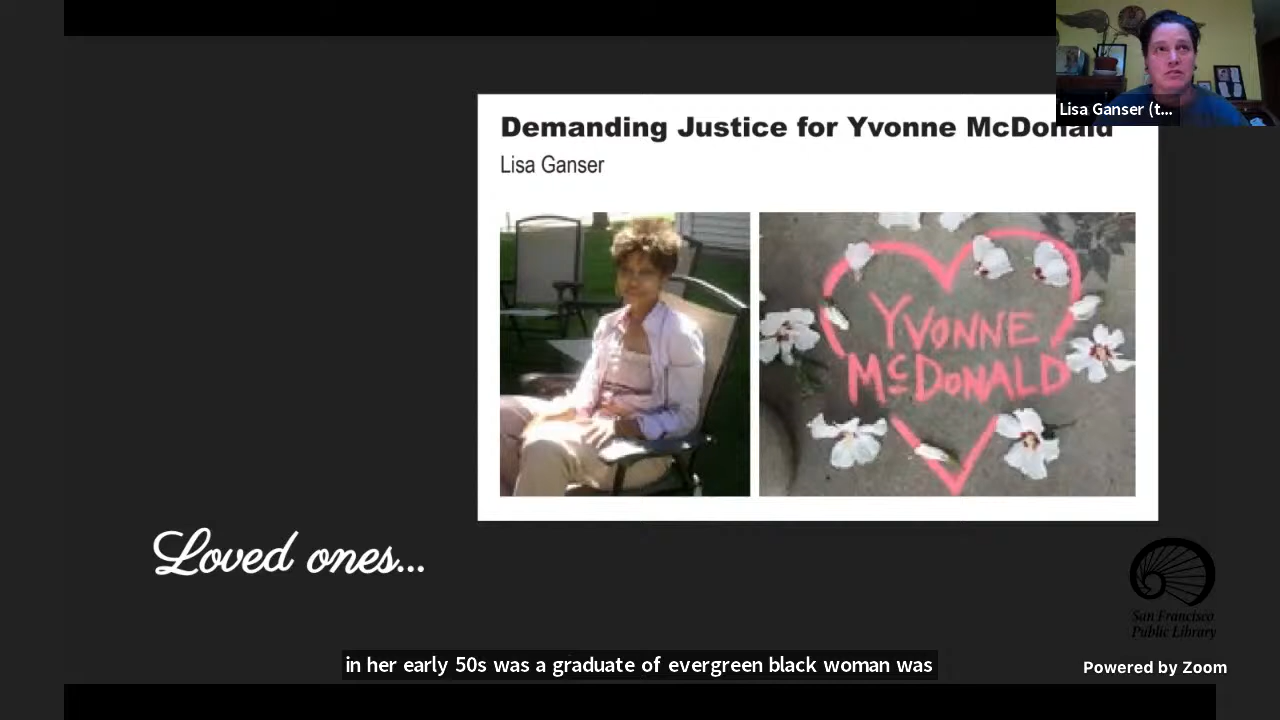 Lisa Ganser (t...
Demanding Justice for Yvonne McDonald
Lisa Ganser
YVONNE
McDONALD
Loved ones...
San Francisco
Public Library
in her early 50s was a graduate of evergreen black woman was
Powered by Zoom